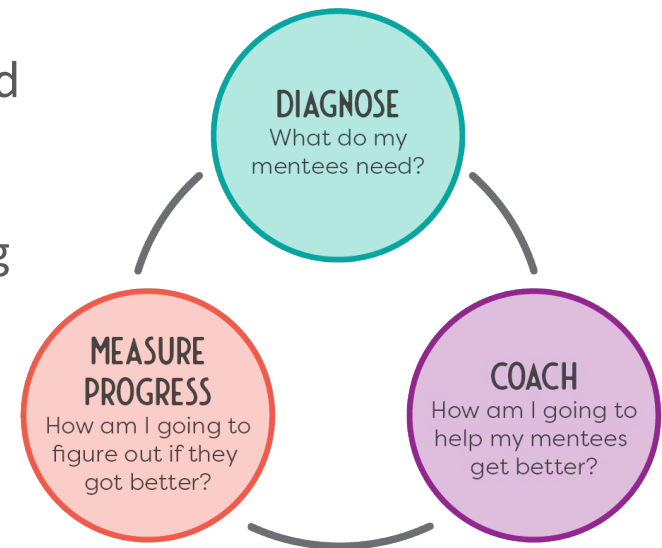 d
g
DIAGNOSE
What do my
mentees need?
COACH
How am I going to
help my mentees
get better?
MEASURE
PROGRESS
How am I going to
figure out if they
got better?